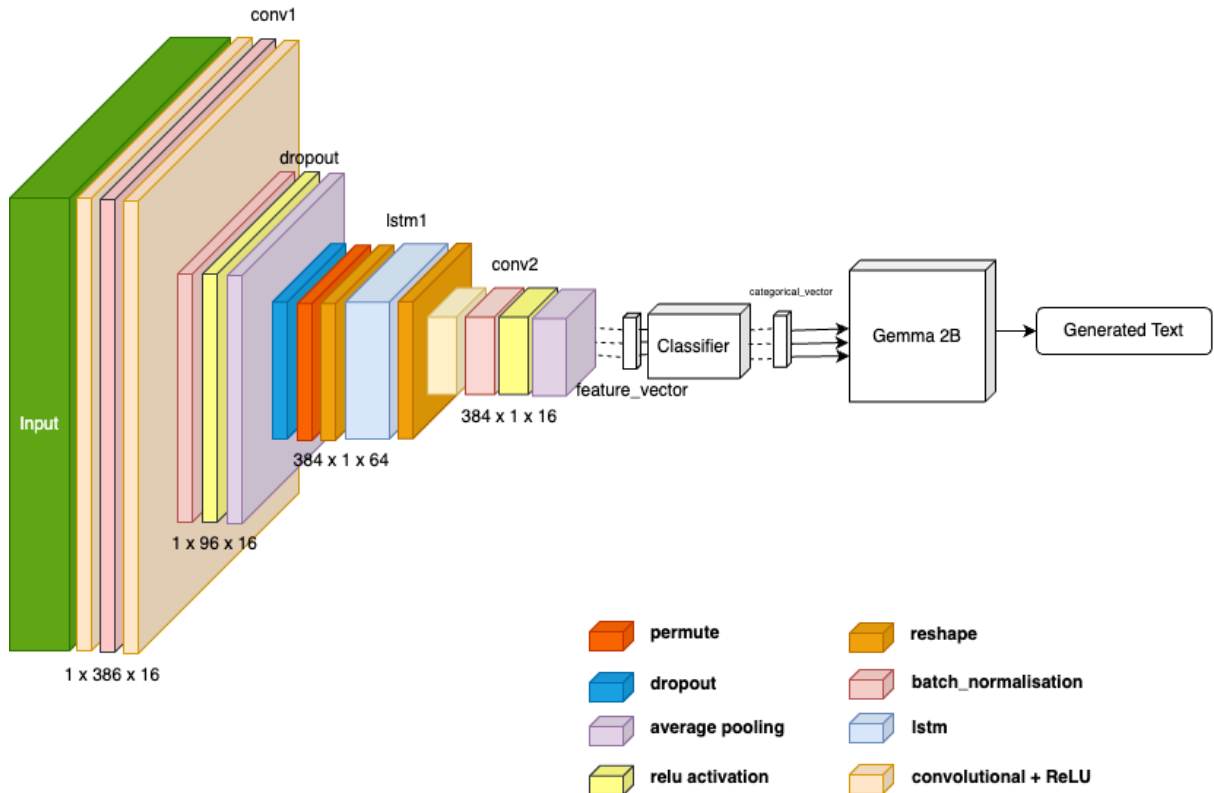 conv1
dropout
lstm1
conv2
categorical_vector
Input
Classifier
Gemma 2B
Generated Text
feature_vector
384 x 1 x 16
384 x 1 x 64
1 x 96 x 16
1 x 386 x 16
permute
reshape
dropout
batch_normalisation
average pooling
lstm
relu activation
convolutional + ReLU